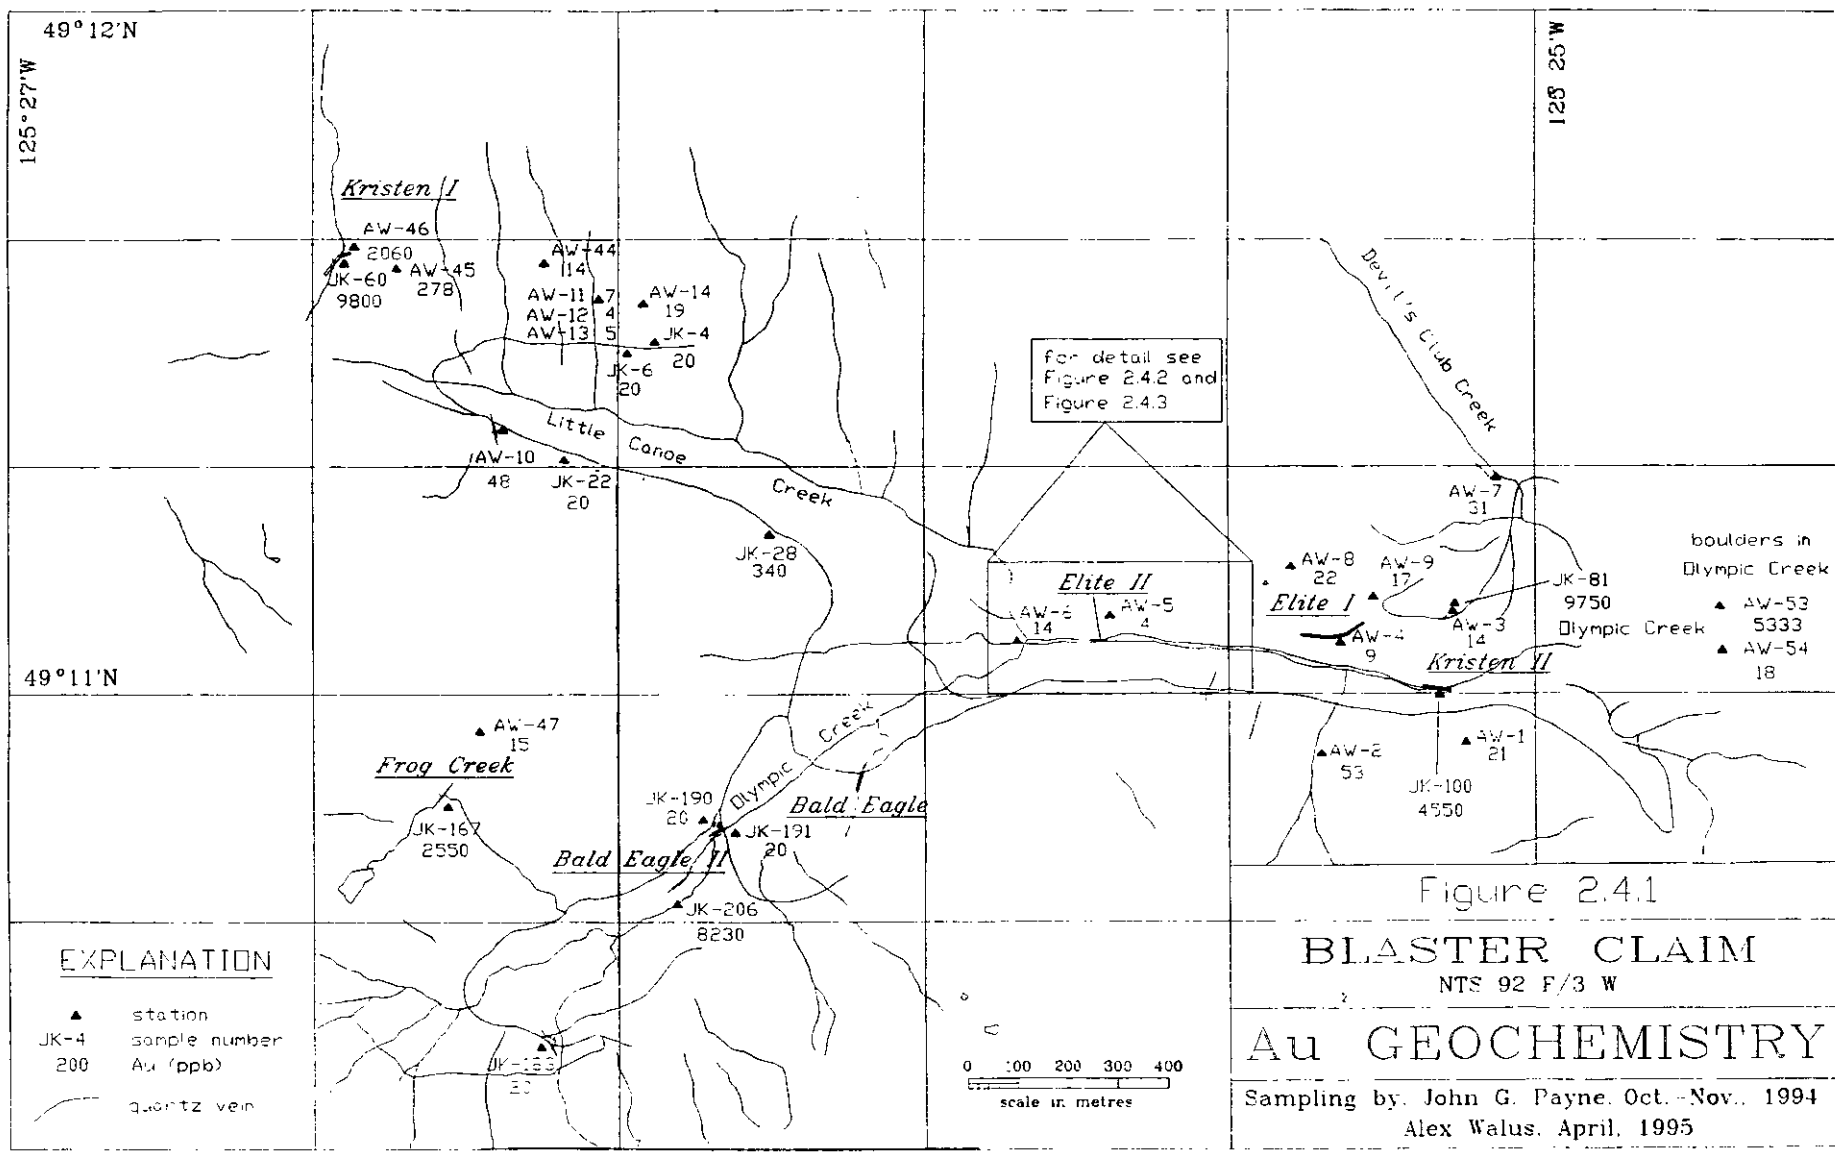 49°12'N
125°27'W
125° 25'W
Kristen I
AW-46
2060
JK-60
9800
AW-45
278
AW-44
14
AW-11 7
AW-12 4
AW-13 5
AW-14
19
JK-4
20
JK-6
20
for detail see
Figure 2.4.2 and
Figure 2.4.3
Devil's Club Creek
Little Canoe Creek
AW-10
48
JK-22
20
JK-28
340
AW-7
31
boulders in
Olympic Creek
AW-53
5333
AW-54
18
AW-8
22
AW-9
17
JK-81
9750
Olympic Creek
Elite II
AW-6
14
AW-5
4
Elite I
AW-4
9
AW-3
14
Kristen II
49°11'N
AW-47
15
Frog Creek
JK-167
2550
Olympic Creek
JK-190
20
JK-191
20
Bald Eagle
Bald Eagle II
JK-206
8230
AW-2
53
AW-1
21
JK-100
4550
20
Figure 2.4.1
BLASTER CLAIM
NTS 92 F/3 W
Au GEOCHEMISTRY
Sampling by. John G. Payne. Oct.-Nov.. 1994
Alex Walus. April, 1995
EXPLANATION
station
JK-4 sample number
200 Au (ppb)
quartz vein
0 100 200 300 400
scale in metres